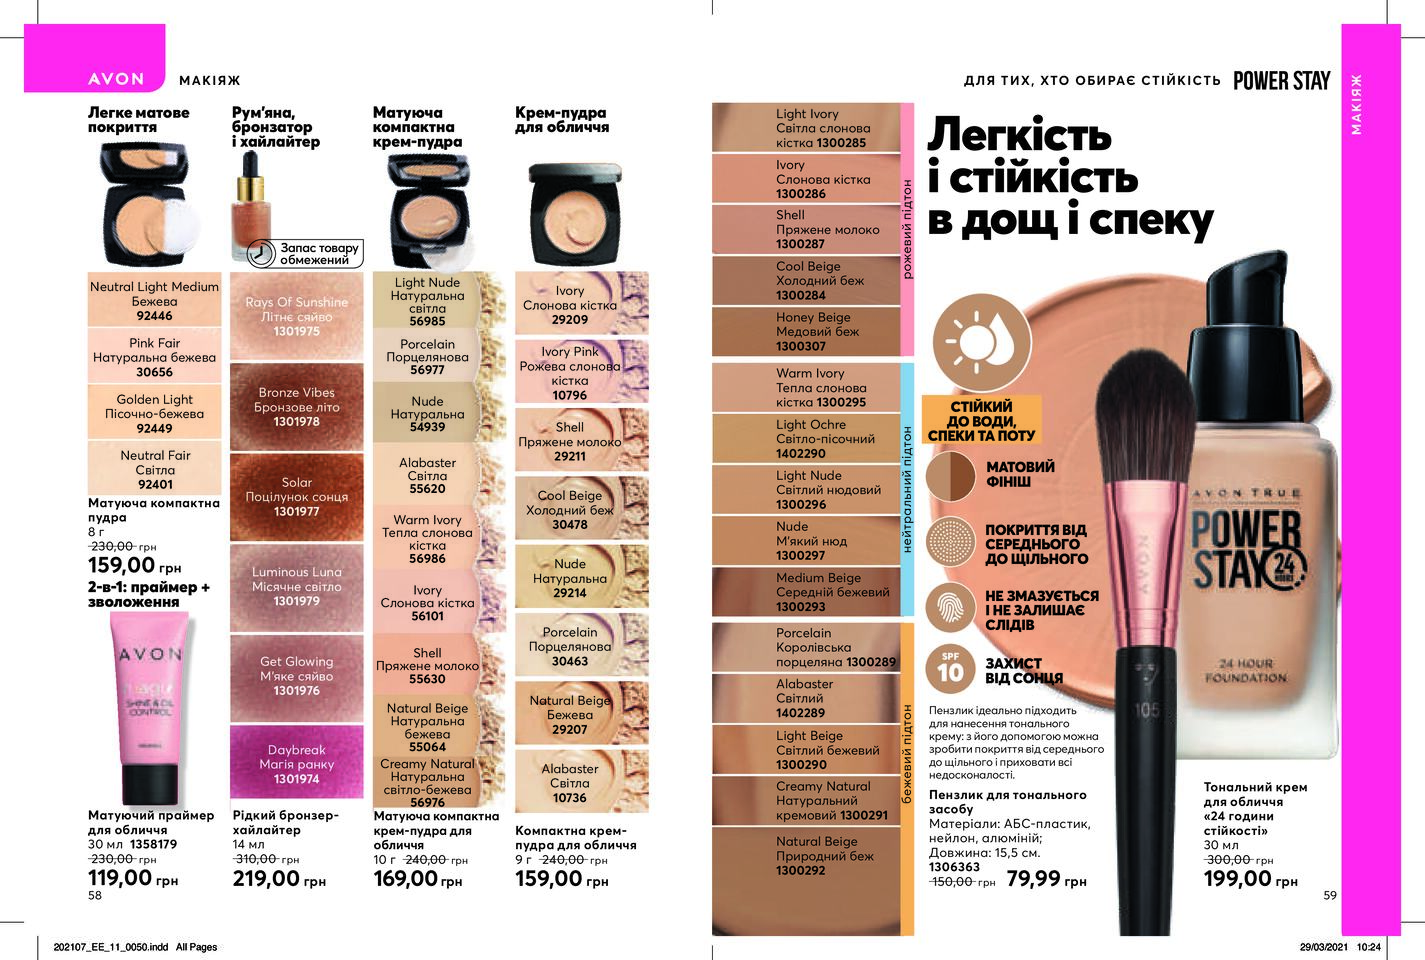 AVON
МАКІЯЖ
Легке матове
покриття
Neutral Light Medium
Бежева
92446
Pink Fair
Натуральна бежева
30656
Golden Light
Пісочно-бежева
92449
Neutral Fair
Світла
92401
Матуюча компактна
пудра
8 г
230,00 грн
159,00 грн
2-в-1: праймер +
зволоження
AVON
magix
SHINE & OIL
CONTROL
Матуючий праймер
для обличчя
30 мл 1358179
230,00 грн
119,00 грн
58
Рум'яна,
бронзатор
і хайлайтер
Запас товару
обмежений
Rays Of Sunshine
Літнє сяйво
1301975
Bronze Vibes
Бронзове літо
1301978
Solar
Поцілунок сонця
1301977
Luminous Luna
Місячне світло
1301979
Get Glowing
М'яке сяйво
1301976
Daybreak
Магія ранку
1301974
Рідкий бронзер-
хайлайтер
14 мл
310,00 грн
219,00 грн
Матуюча
компактна
крем-пудра
Light Nude
Натуральна
світла
56985
Porcelain
Порцелянова
56977
Nude
Натуральна
54939
Alabaster
Світла
55620
Warm Ivory
Тепла слонова
кістка
56986
Ivory
Слонова кістка
56101
Shell
Пряжене молоко
55630
Natural Beige
Натуральна
бежева
55064
Creamy Natural
Натуральна
світло-бежева
56976
Матуюча компактна
крем-пудра для
обличчя
10 г 240,00 грн
169,00 грн
Крем-пудра
для обличчя
Ivory
Слонова кістка
29209
Ivory Pink
Рожева слонова
кістка
10796
Shell
Пряжене молоко
29211
Cool Beige
Холодний беж
30478
Nude
Натуральна
29214
Porcelain
Порцелянова
30463
Natural Beige
Бежева
29207
Alabaster
Світла
10736
Компактна крем-
пудра для обличчя
9 г 240,00 грн
159,00 грн
ДЛЯ ТИХ, ХТО ОБИРАЄ СТІЙКІСТЬ POWER STAY
МАКІЯЖ
Light Ivory
Світла слонова
кістка 1300285
Ivory
Слонова кістка
1300286
Shell
Пряжене молоко
1300287
Cool Beige
Холодний беж
1300284
Honey Beige
Медовий беж
1300307
рожевий підтон
Warm Ivory
Тепла слонова
кістка 1300295
Light Ochre
Світло-пісочний
1402290
Light Nude
Світлий нюдовий
1300296
Nude
М'який нюд
1300297
Medium Beige
Середній бежевий
1300293
нейтральний підтон
Porcelain
Королівська
порцеляна 1300289
Alabaster
Світлий
1402289
Light Beige
Світлий бежевий
1300290
Creamy Natural
Натуральний
кремовий 1300291
Natural Beige
Природний беж
1300292
бежевий підтон
Легкість
і стійкість
в дощ і спеку
СТІЙКИЙ
ДО ВОДИ,
СПЕКИ ТА ПОТУ
МАТОВИЙ
ФІНІШ
ПОКРИТТЯ ВІД
СЕРЕДНЬОГО
ДО ЩІЛЬНОГО
НЕ ЗМАЗУЄТЬСЯ
І НЕ ЗАЛИШАЄ
СЛІДІВ
SPF
10
ЗАХИСТ
ВІД СОНЦЯ
Пензлик ідеально підходить
для нанесення тонального
крему: з його допомогою можна
зробити покриття від середнього
до щільного і приховати всі
недосконалості.
Пензлик для тонального
засобу
Матеріали: АБС-пластик,
нейлон, алюміній;
Довжина: 15,5 см.
1306363
150,00 грн 79,99 грн
AVON
105
AVON TRUE
POWER
STAY
24
HOURS
24 HOUR
FOUNDATION
Тональний крем
для обличчя
«24 години
стійкості»
30 мл
300,00 грн
199,00 грн
59
202107_EE_11_0050.indd All Pages
29/03/2021 10:24